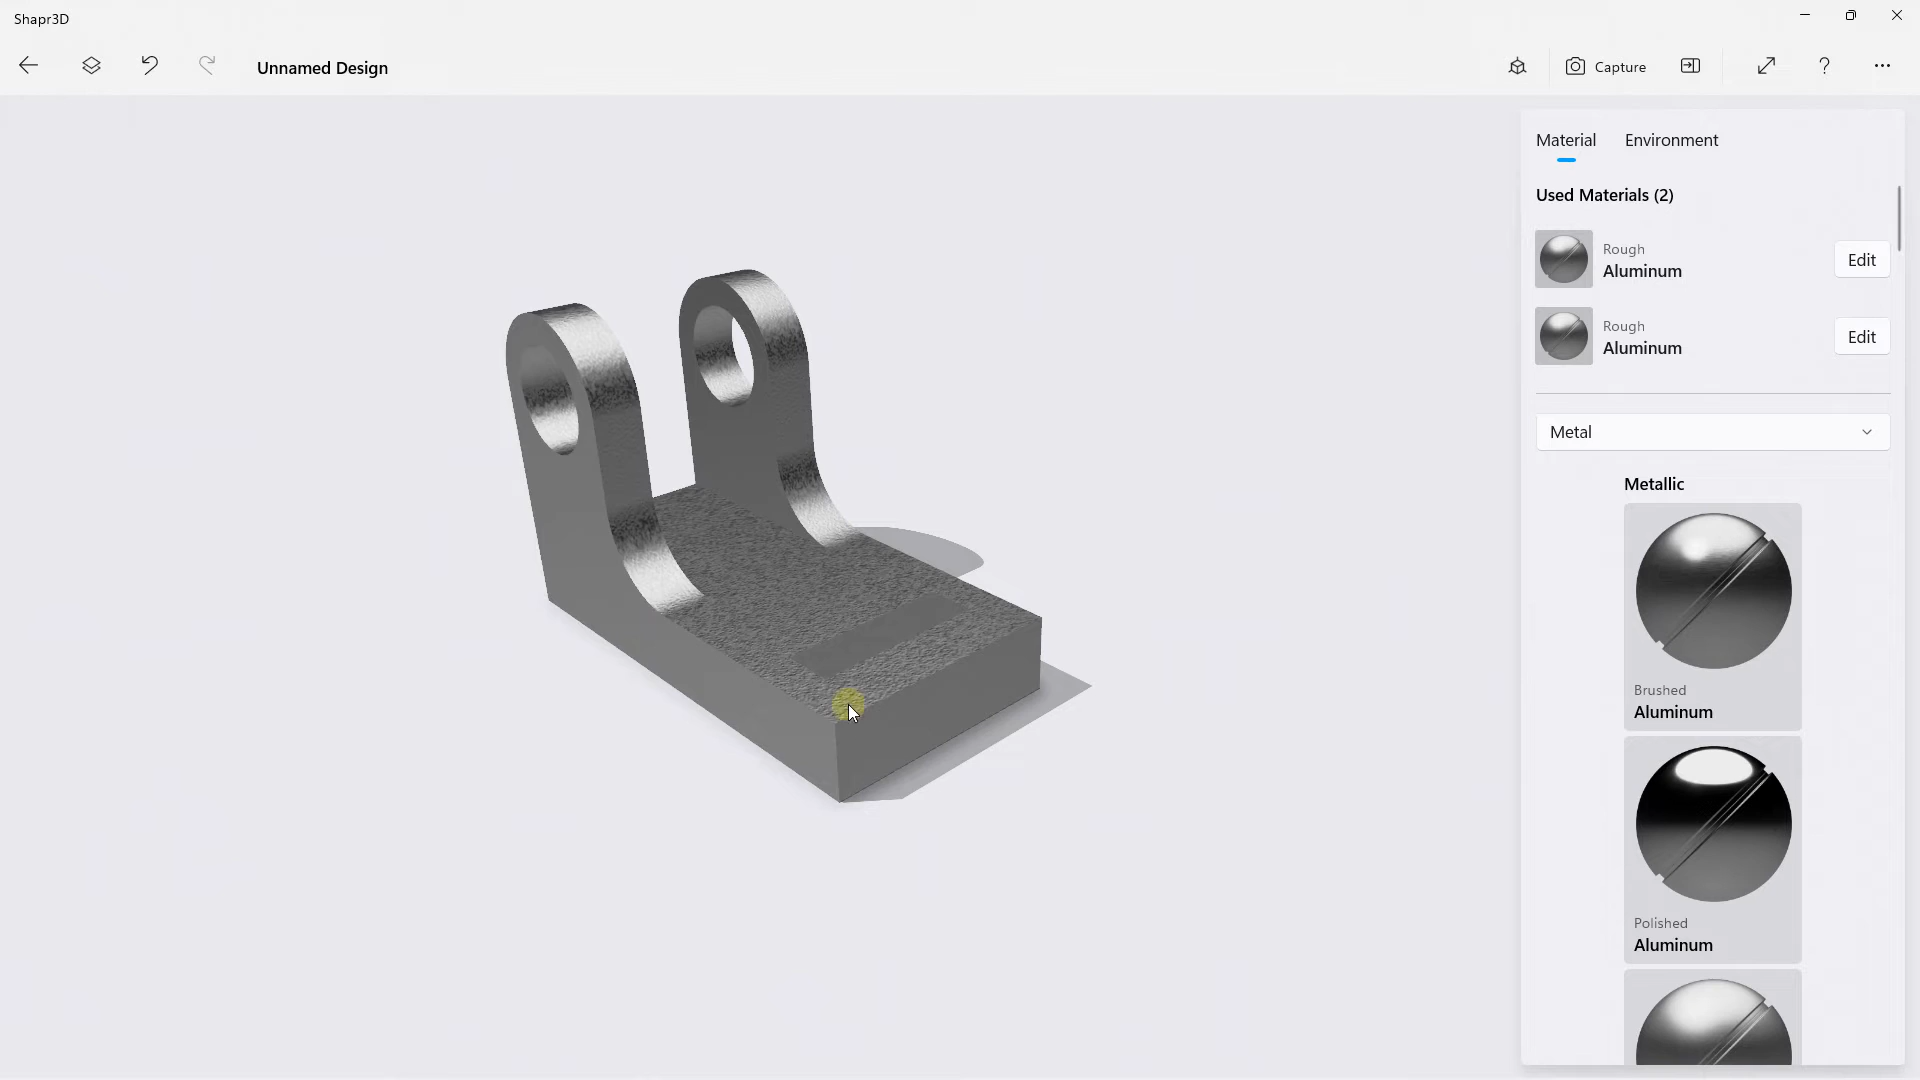 Shapr3D
Unnamed Design
Capture
Material Environment
Used Materials (2)
Rough
Aluminum
Edit
Rough
Aluminum
Edit
Metal
Metallic
Brushed
Aluminum
Polished
Aluminum